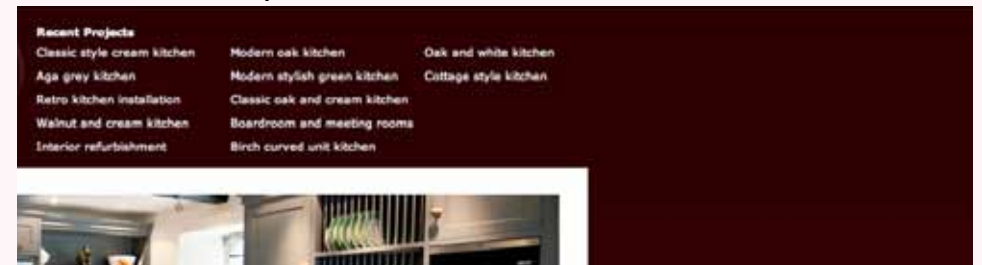 Recent Projects
Classic style cream kitchen
Aga grey kitchen
Retro kitchen installation
Walnut and cream kitchen
Interior refurbishment
Modern oak kitchen
Modern stylish green kitchen
Classic oak and cream kitchen
Boardroom and meeting rooms
Birch curved unit kitchen
Oak and white kitchen
Cottage style kitchen